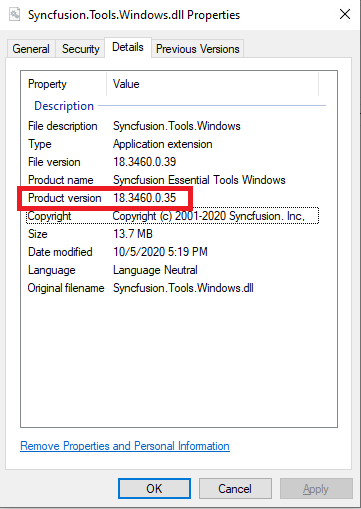 Syncfusion.Tools.Windows.dll Properties
General Security Details Previous Versions
Property Value
Description
File description Syncfusion.Tools.Windows
Type Application extension
File version 18.3460.0.39
Product name Syncfusion Essential Tools Windows
Product version 18.3460.0.35
Copyright Copyright (c) 2001-2020 Syncfusion. Inc,
Size 13.7 MB
Date modified 10/5/2020 5:19 PM
Language Language Neutral
Original filename Syncfusion.Tools.Windows.dll
Remove Properties and Personal Information
OK Cancel Apply